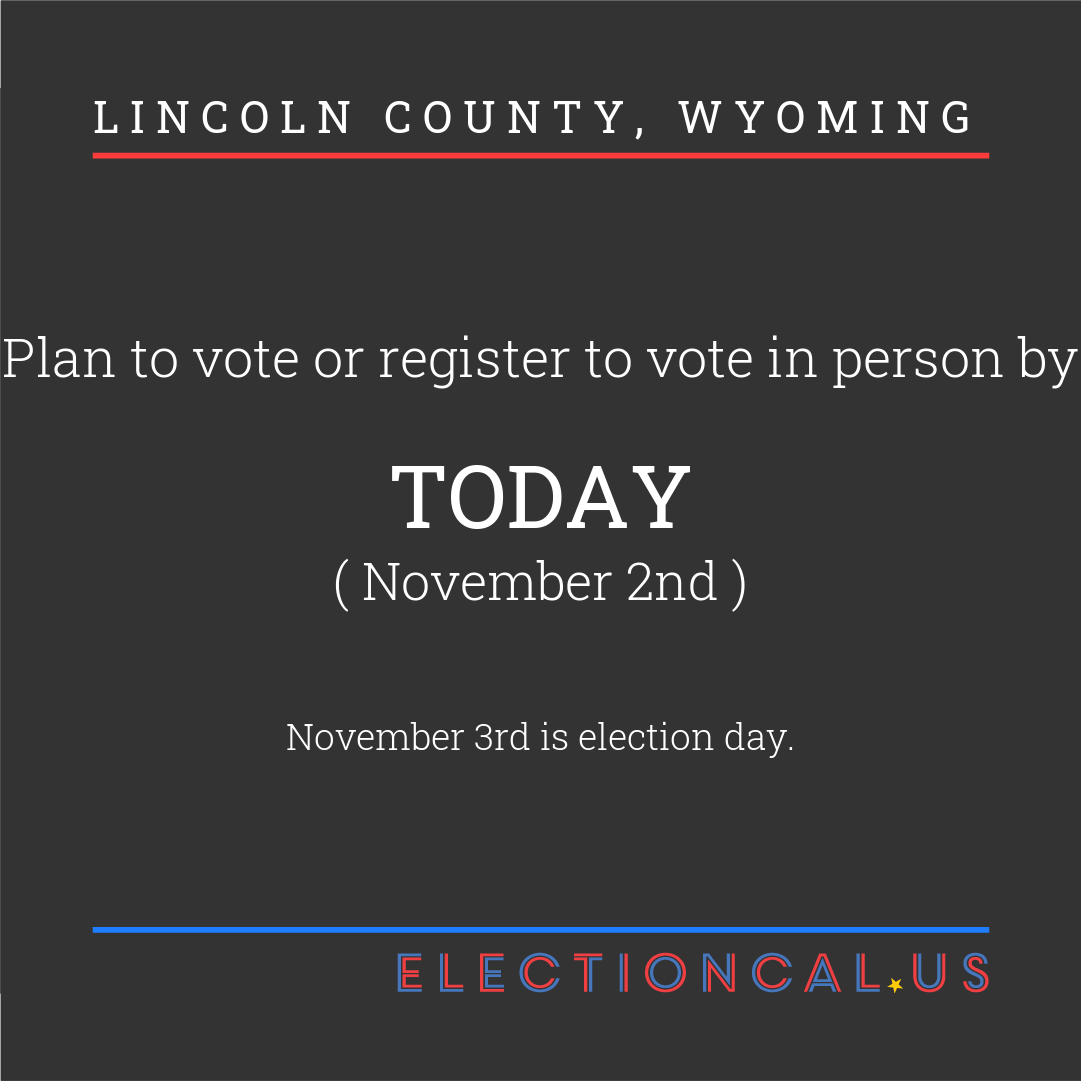 LINCOLN COUNTY, WYOMING
Plan to vote or register to vote in person by
TODAY
( November 2nd )
November 3rd is election day.
ELECTIONCAL.US